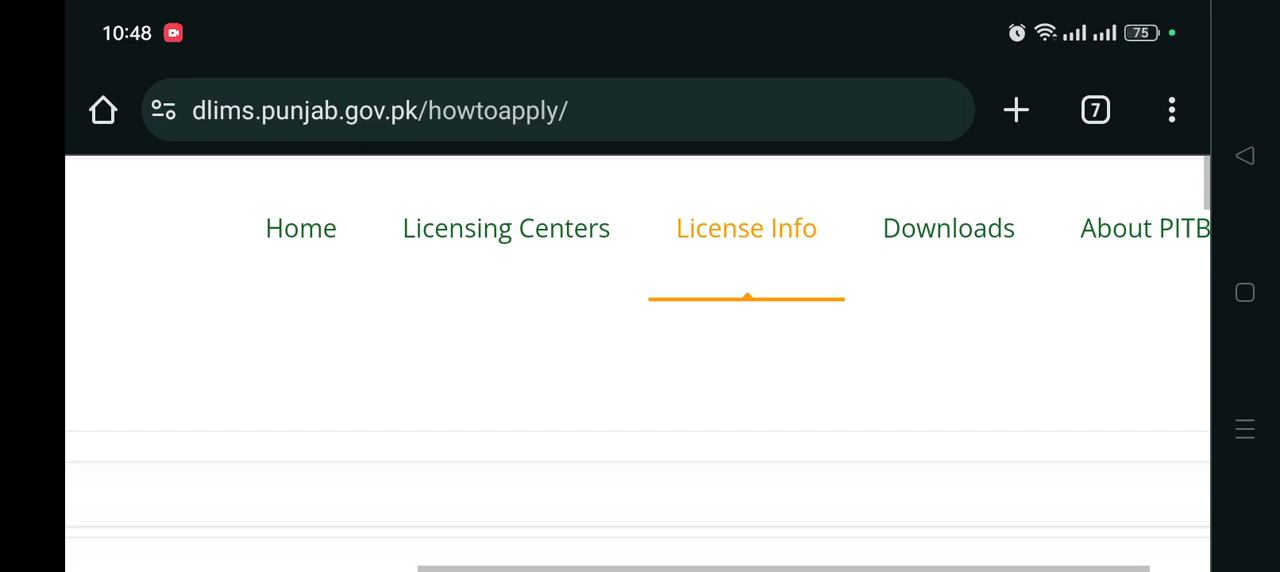 10:48
75
dlims.punjab.gov.pk/howtoapply/
7
Home Licensing Centers License Info Downloads About PITB